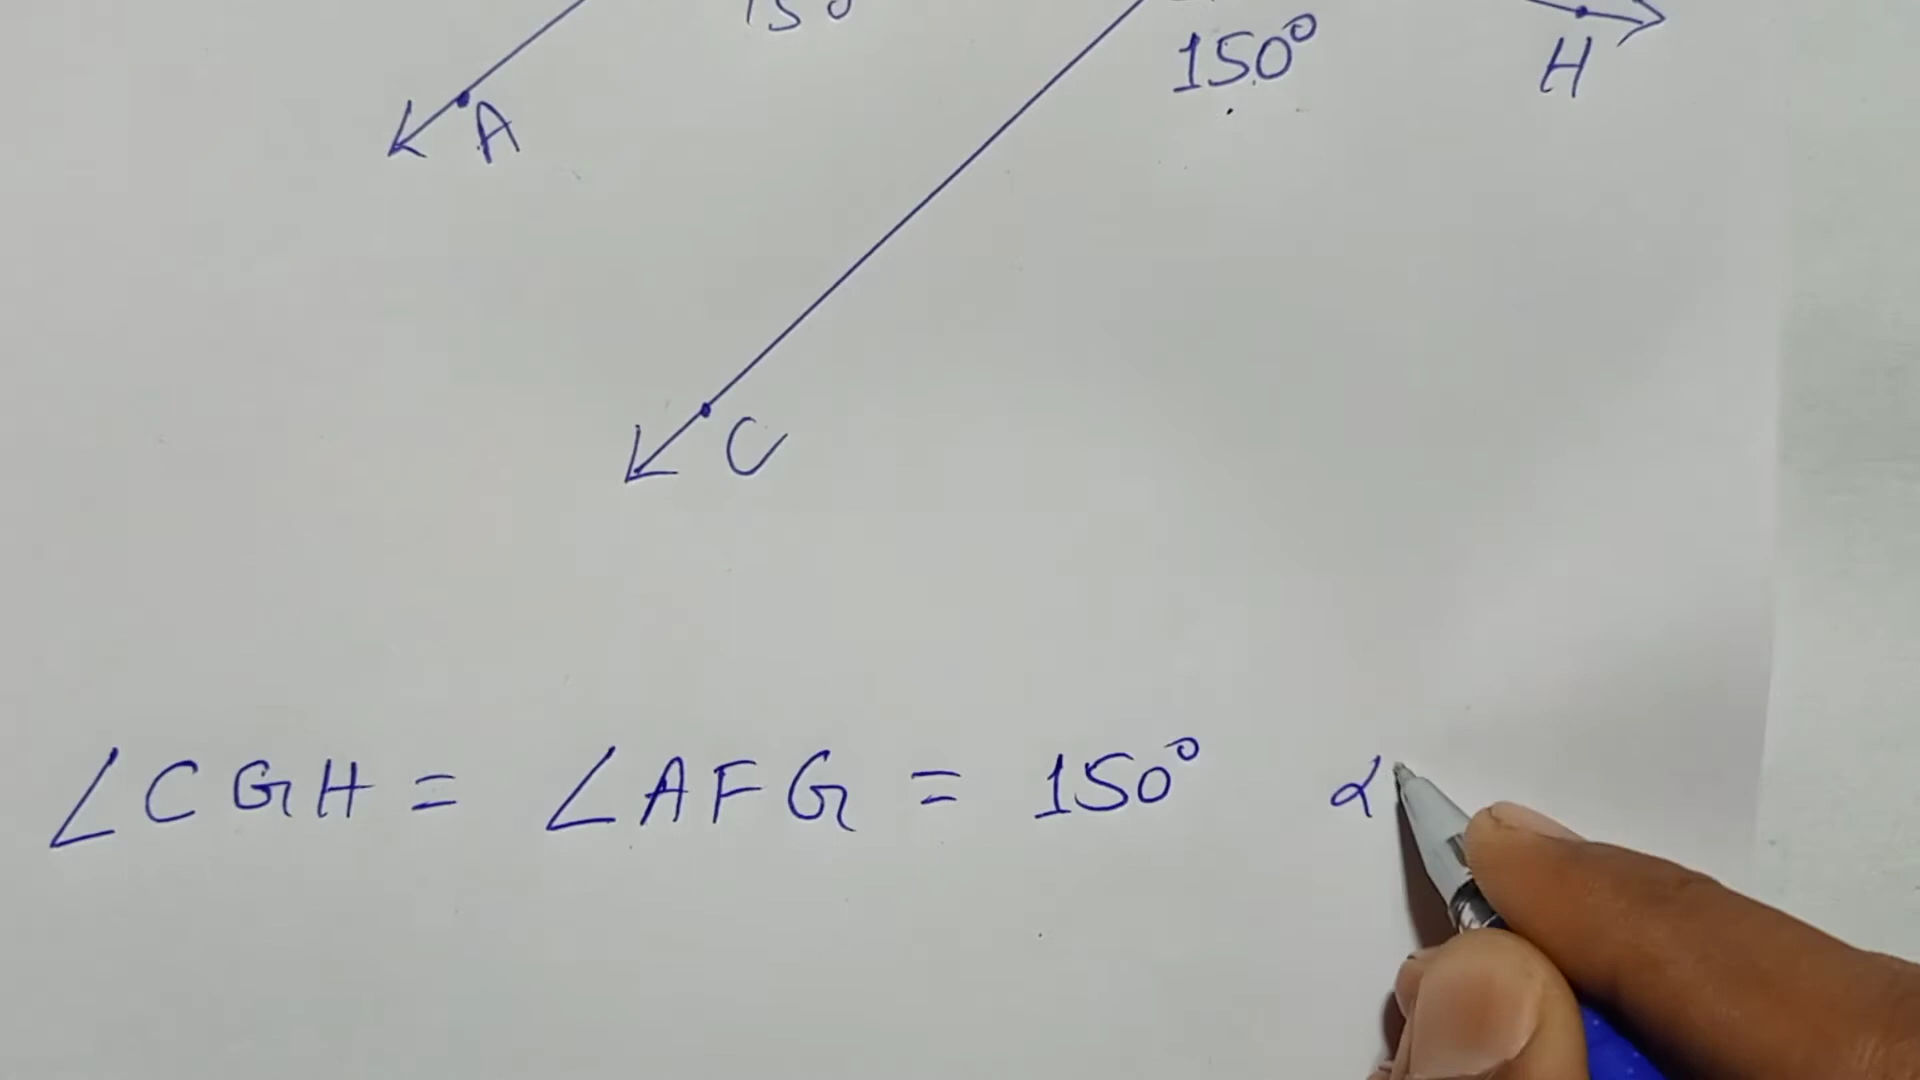 150°
H
A
C
∠CGH = ∠AFG = 150° α